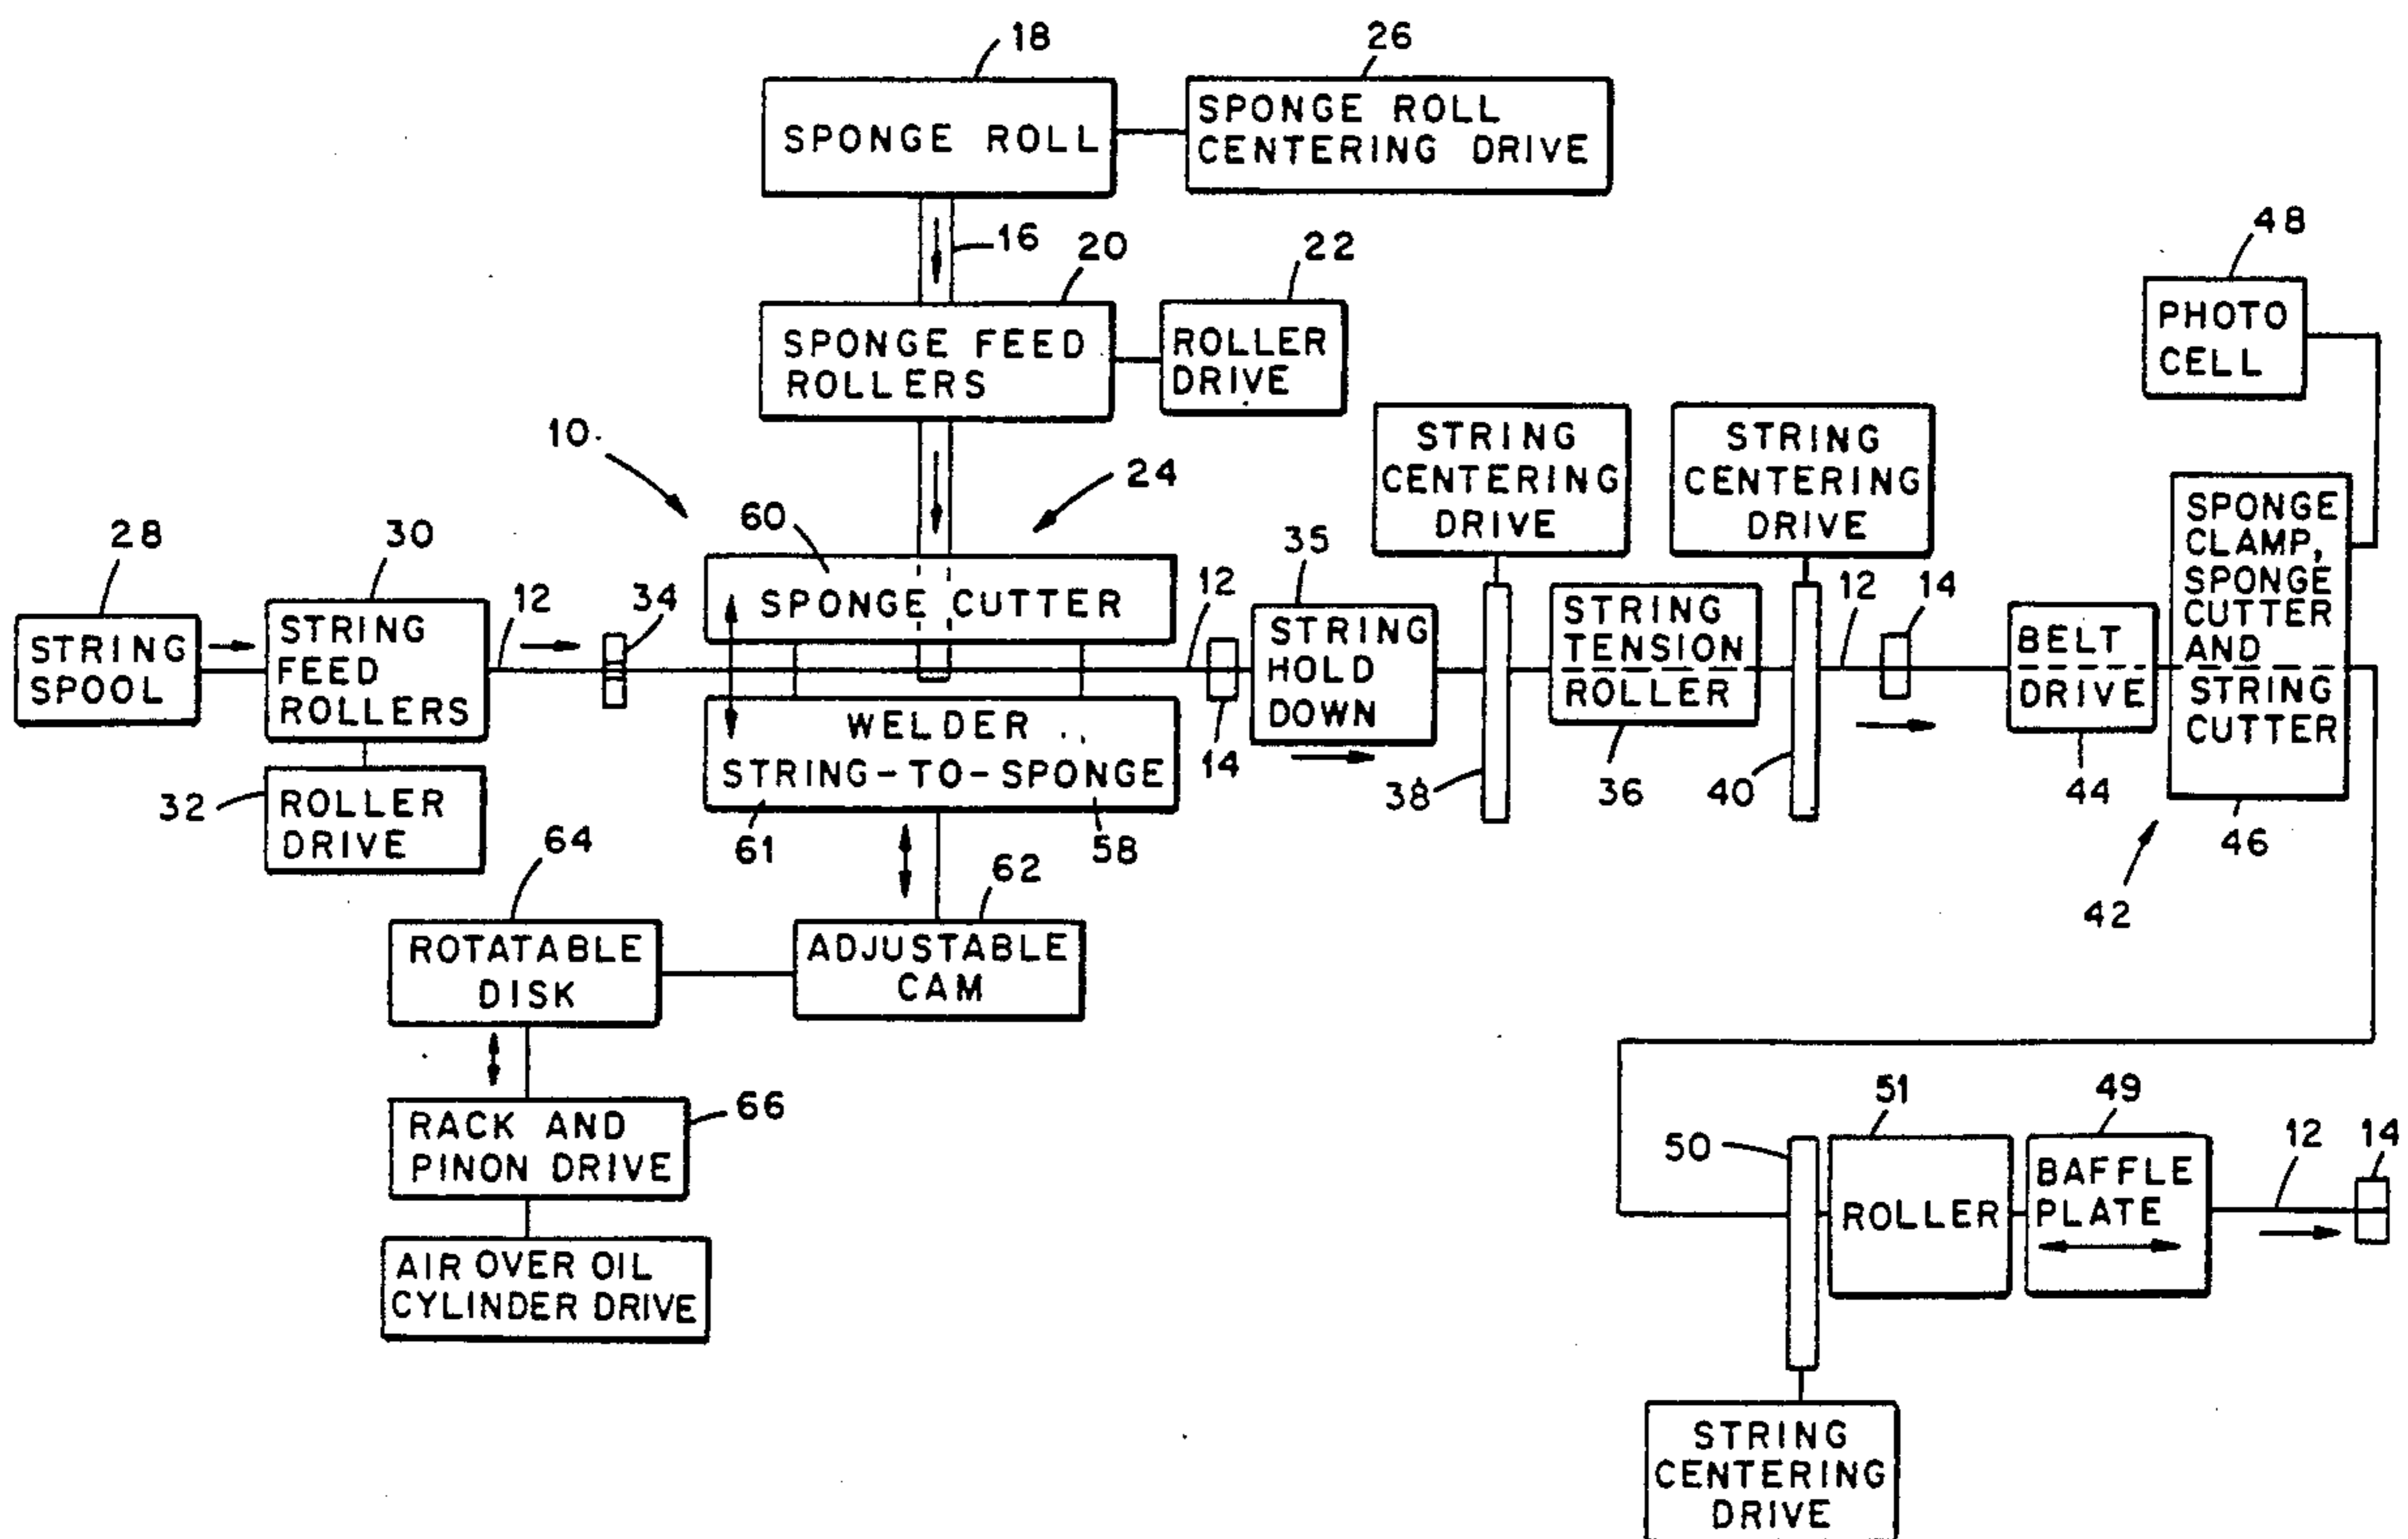 18
26
SPONGE ROLL
SPONGE ROLL
CENTERING DRIVE
16
20
22
48
SPONGE FEED
ROLLERS
ROLLER
DRIVE
PHOTO
CELL
10
24
STRING
CENTERING
DRIVE
STRING
CENTERING
DRIVE
28
30
12
34
60
SPONGE CUTTER
12
35
12
14
SPONGE
CLAMP,
SPONGE
CUTTER
AND
STRING
CUTTER
STRING
SPOOL
STRING
FEED
ROLLERS
STRING
HOLD
DOWN
STRING
TENSION
ROLLER
BELT
DRIVE
WELDER
STRING-TO-SPONGE
14
38
36
40
44
46
32
ROLLER
DRIVE
61
58
42
64
62
ROTATABLE
DISK
ADJUSTABLE
CAM
66
RACK AND
PINON DRIVE
AIR OVER OIL
CYLINDER DRIVE
50
51
49
12
14
ROLLER
BAFFLE
PLATE
STRING
CENTERING
DRIVE